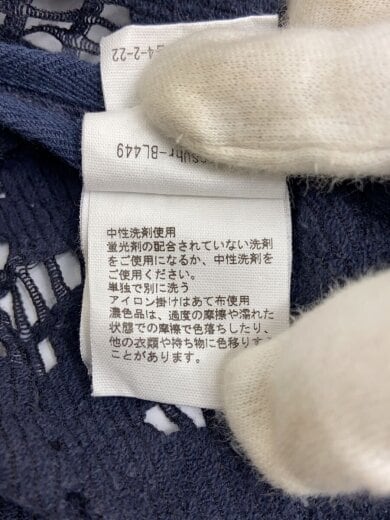 4-2-22
hr-BL449
中性洗剤使用
蛍光剤の配合されていない洗剤
をご使用になるか、中性洗剤を
ご使用ください。
単独で別に洗う
アイロン掛けはあて布使用
濃色品は、過度の摩擦や濡れた
状態での摩擦で色落ちしたり、
他の衣類や持ち物に色移りする
ことがあります。